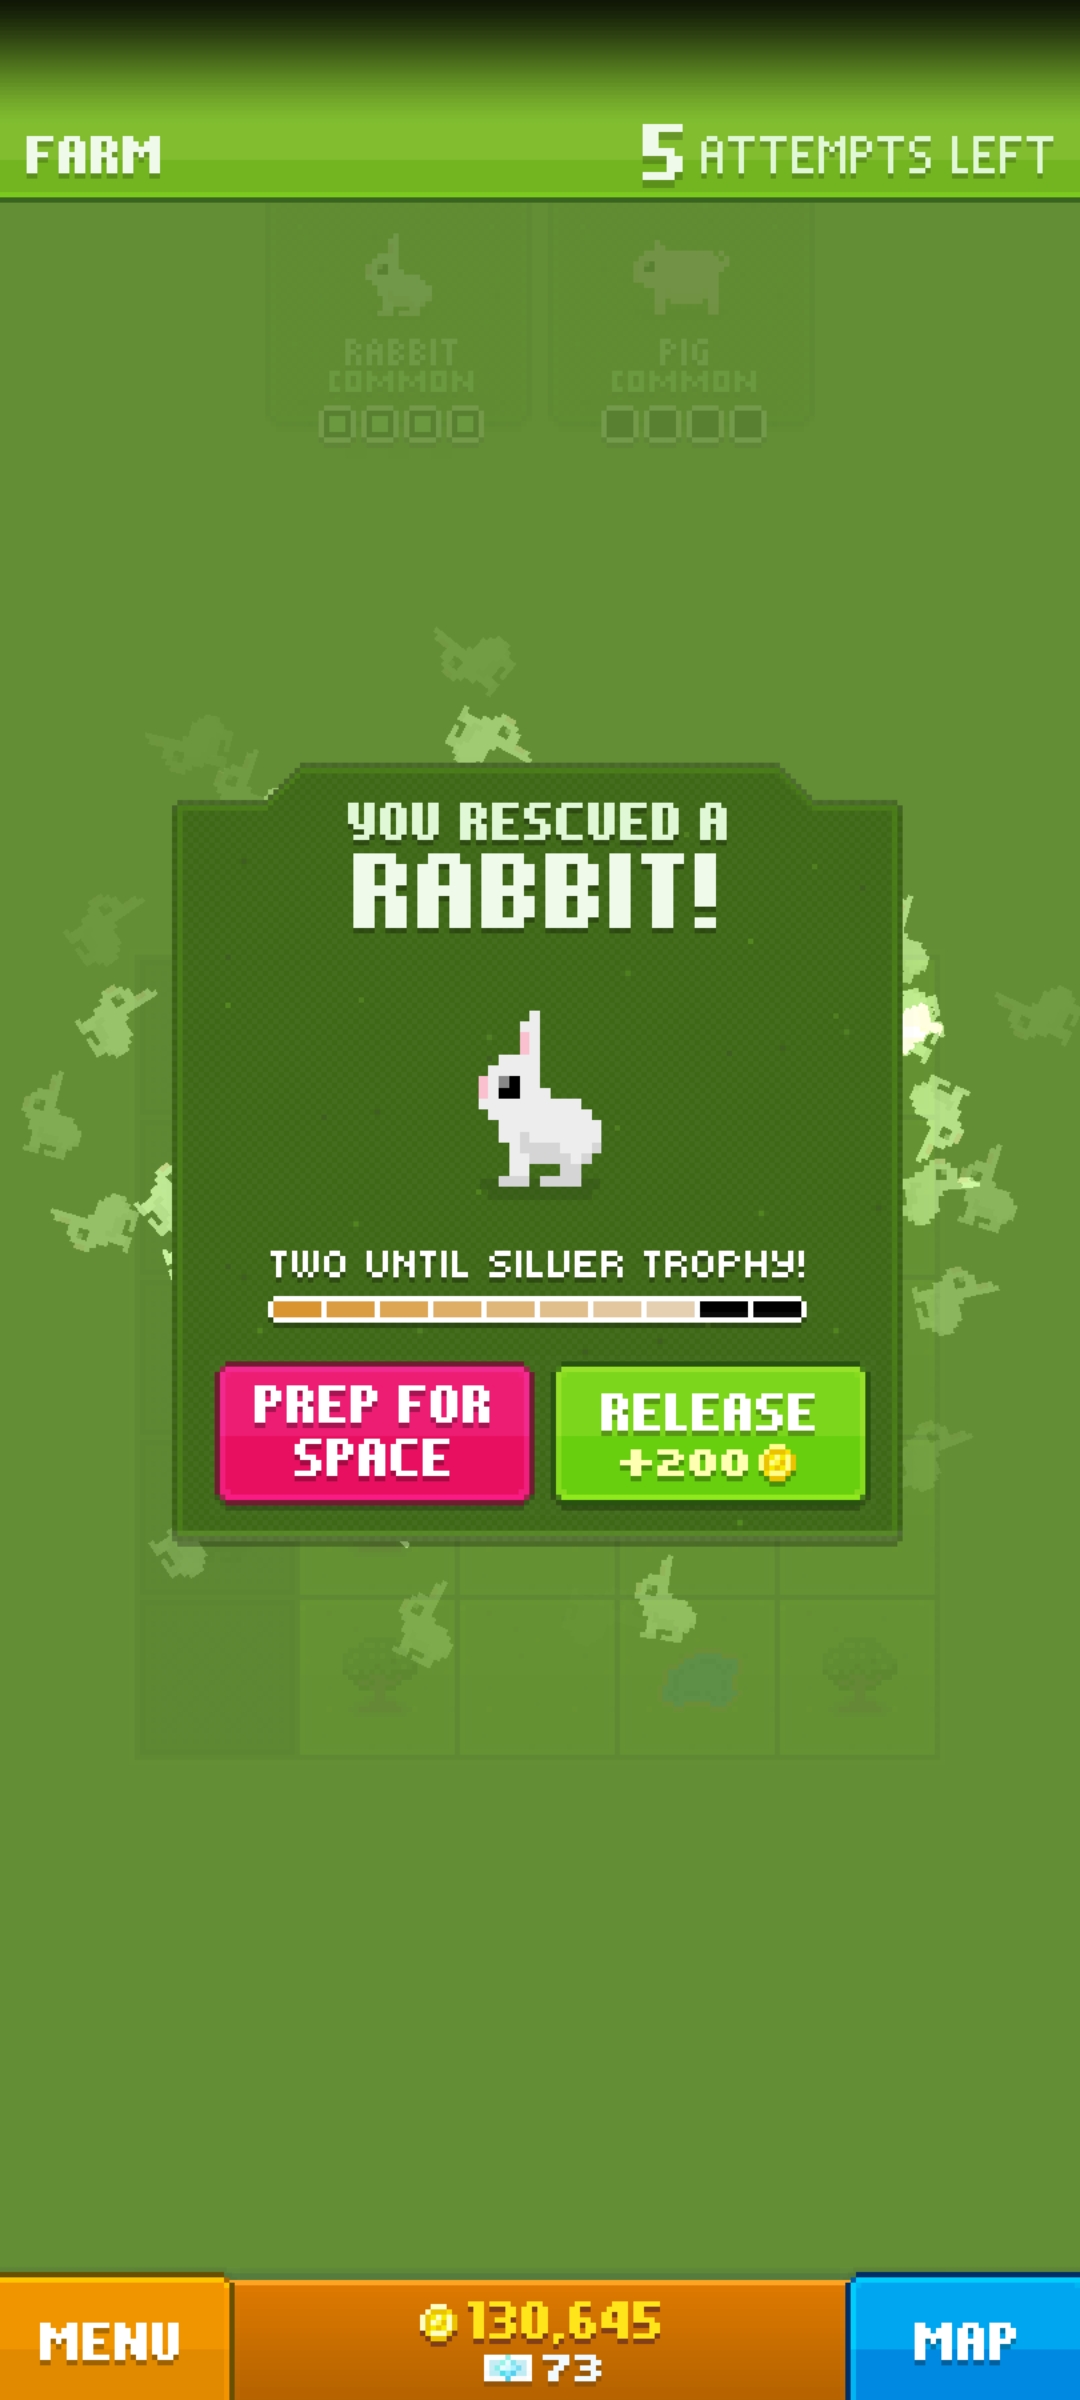 FARM
5 ATTEMPTS LEFT
RABBIT
COMMON
PIG
COMMON
YOU RESCUED A
RABBIT!
TWO UNTIL SILVER TROPHY!
PREP FOR
SPACE
RELEASE
+200
MENU
130,645
73
MAP